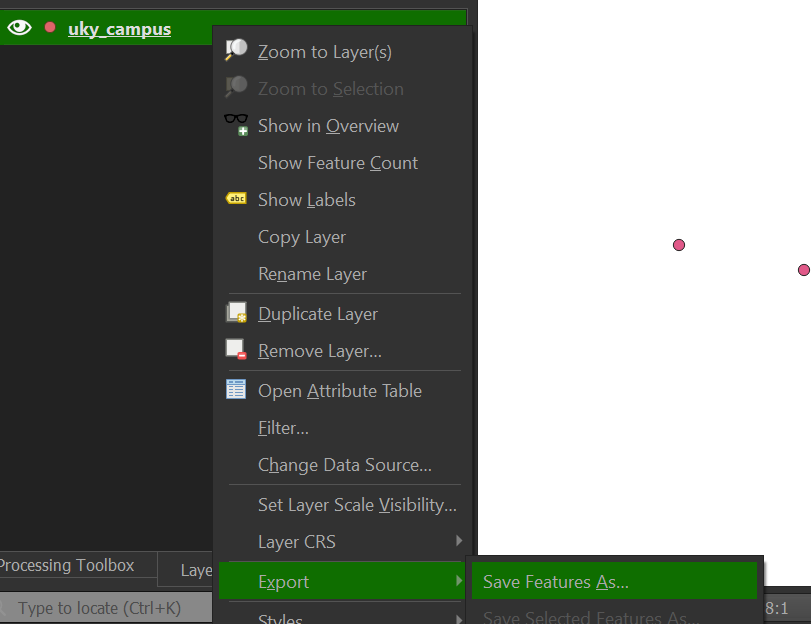 uky_campus
Zoom to Layer(s)
Zoom to Selection
Show in Overview
Show Feature Count
abc Show Labels
Copy Layer
Rename Layer
Duplicate Layer
Remove Layer...
Open Attribute Table
Filter...
Change Data Source...
Set Layer Scale Visibility...
Layer CRS
Processing Toolbox
Laye
Export
Save Features As...
Type to locate (Ctrl+K)
Styles
Save Selected Features As...
8:1